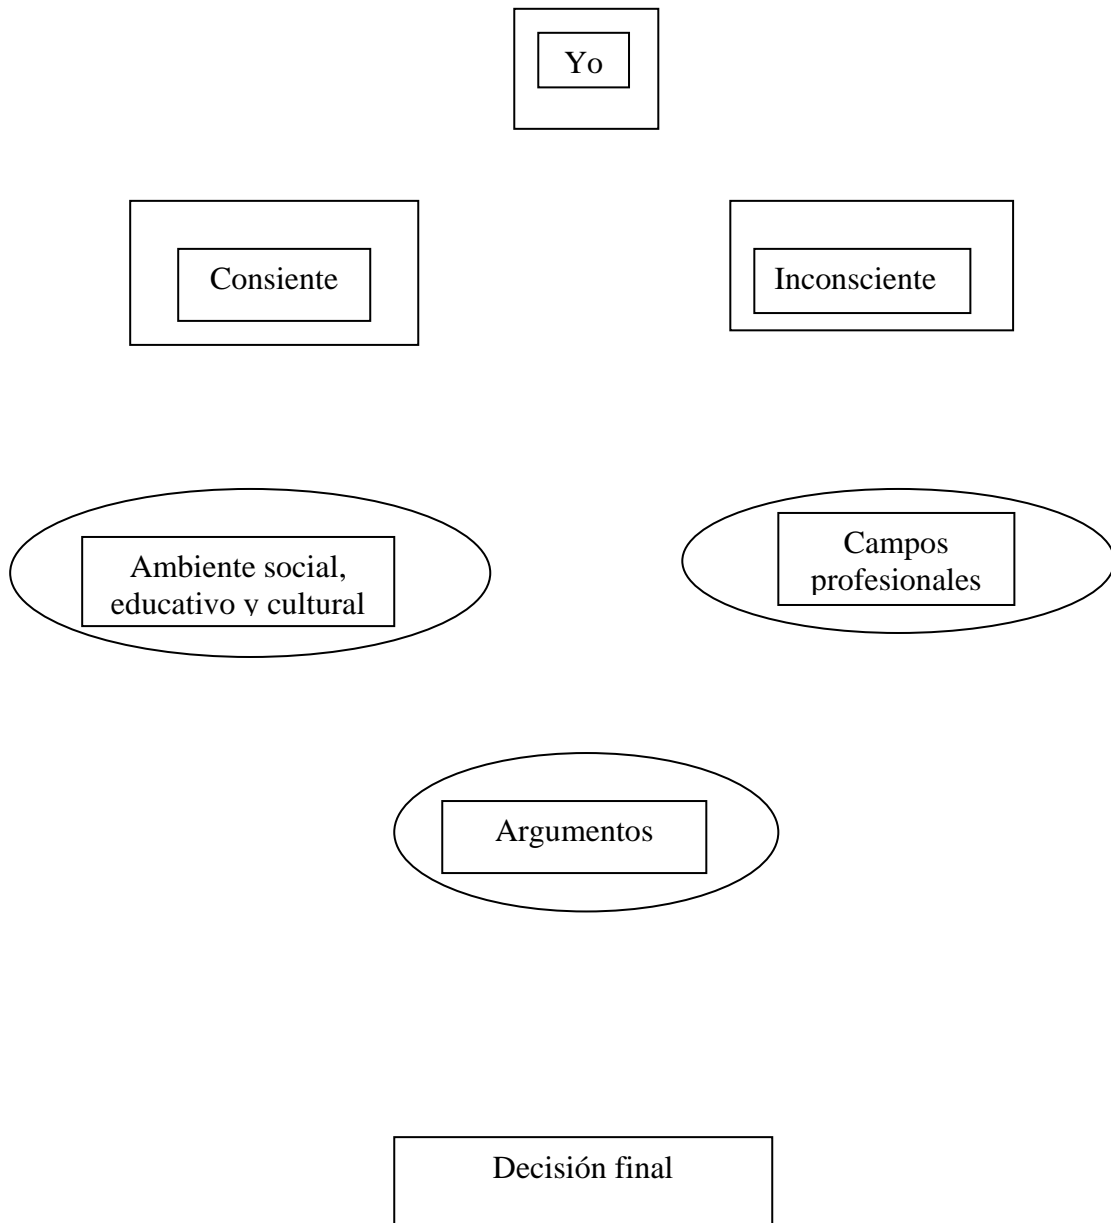 Yo
Consiente
Inconsciente
Ambiente social,
educativo y cultural
Campos
profesionales
Argumentos
Decisión final